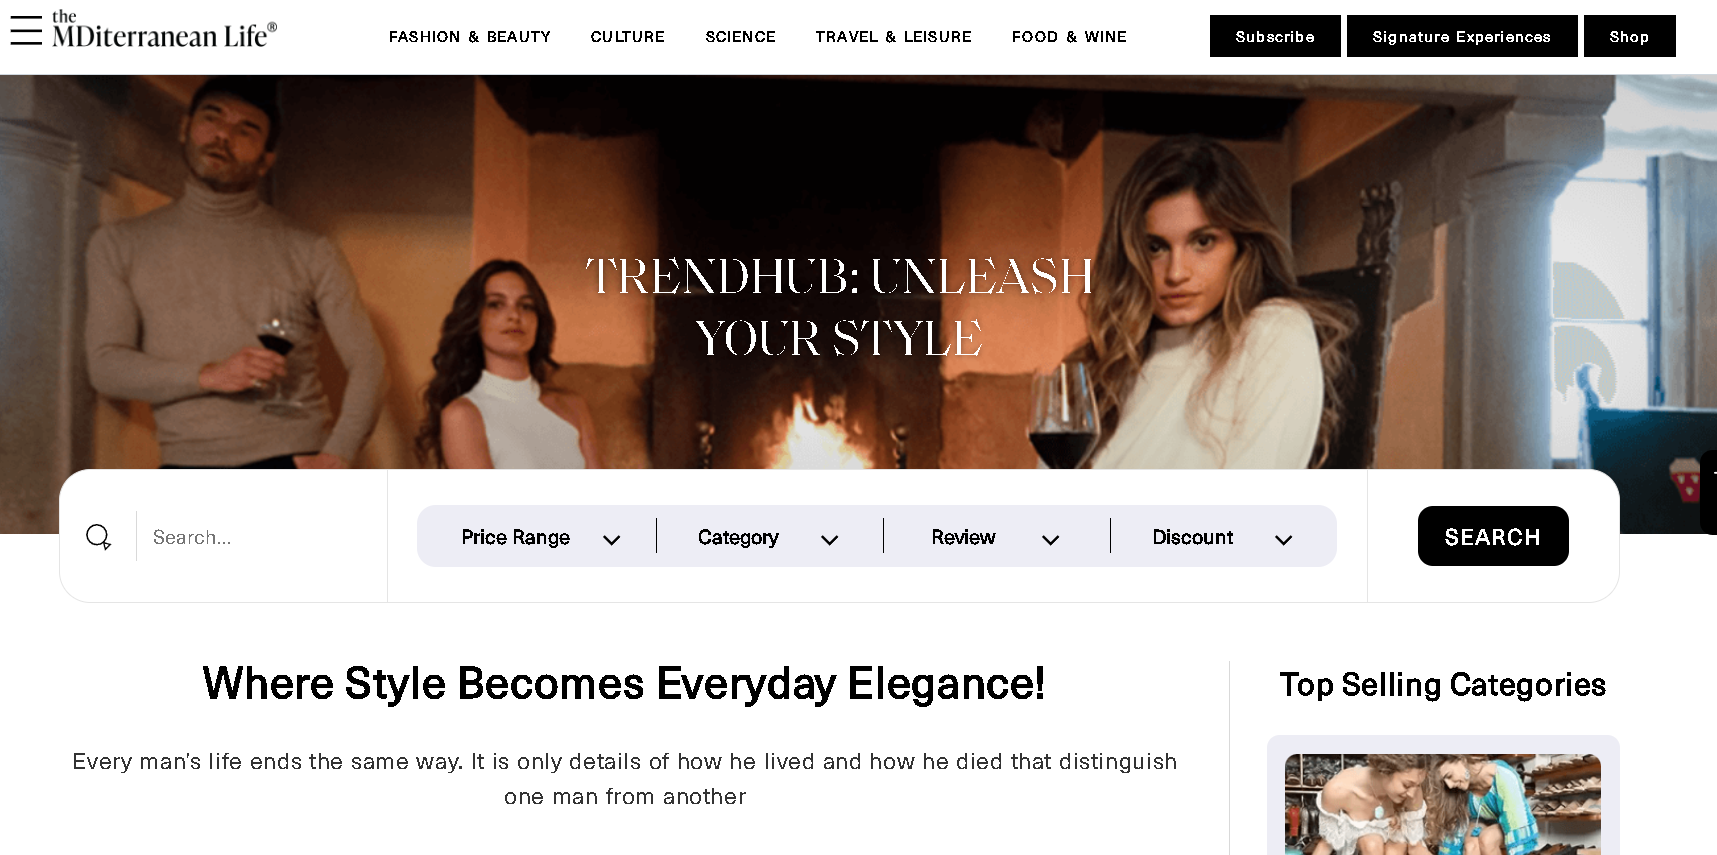 the
MDiterranean Life®
FASHION & BEAUTY
CULTURE
SCIENCE
TRAVEL & LEISURE
FOOD & WINE
Subscribe
Signature Experiences
Shop
TRENDHUB: UNLEASH
YOUR STYLE
Search...
Price Range
Category
Review
Discount
SEARCH
Where Style Becomes Everyday Elegance!
Every man's life ends the same way. It is only details of how he lived and how he died that distinguish
one man from another
Top Selling Categories